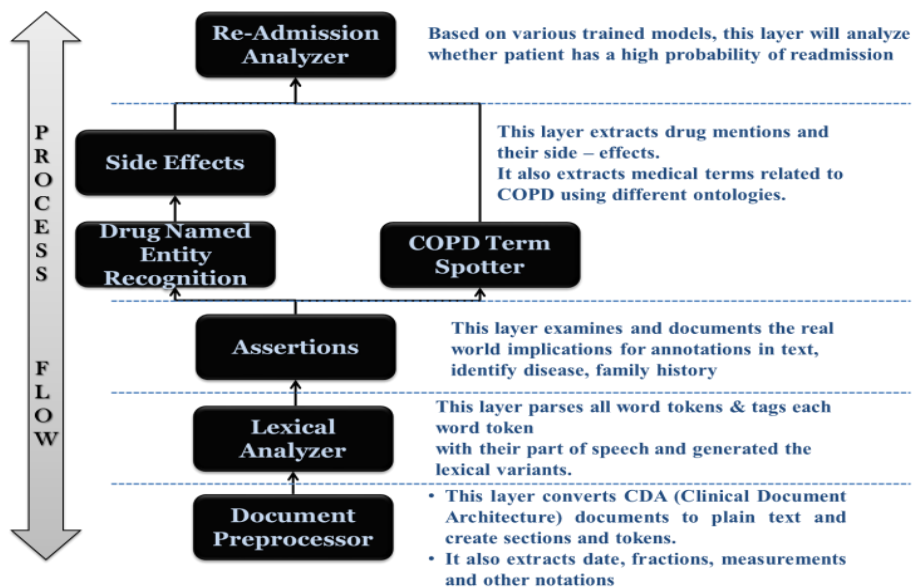 Re-Admission
Analyzer
Based on various trained models, this layer will analyze
whether patient has a high probability of readmission
PROCESS
FLOW
Side Effects
This layer extracts drug mentions and
their side – effects.
It also extracts medical terms related to
COPD using different ontologies.
Drug Named
Entity
Recognition
COPD Term
Spotter
Assertions
This layer examines and documents the real
world implications for annotations in text,
identify disease, family history
Lexical
Analyzer
This layer parses all word tokens & tags each
word token
with their part of speech and generated the
lexical variants.
Document
Preprocessor
• This layer converts CDA (Clinical Document
Architecture) documents to plain text and
create sections and tokens.
• It also extracts date, fractions, measurements
and other notations